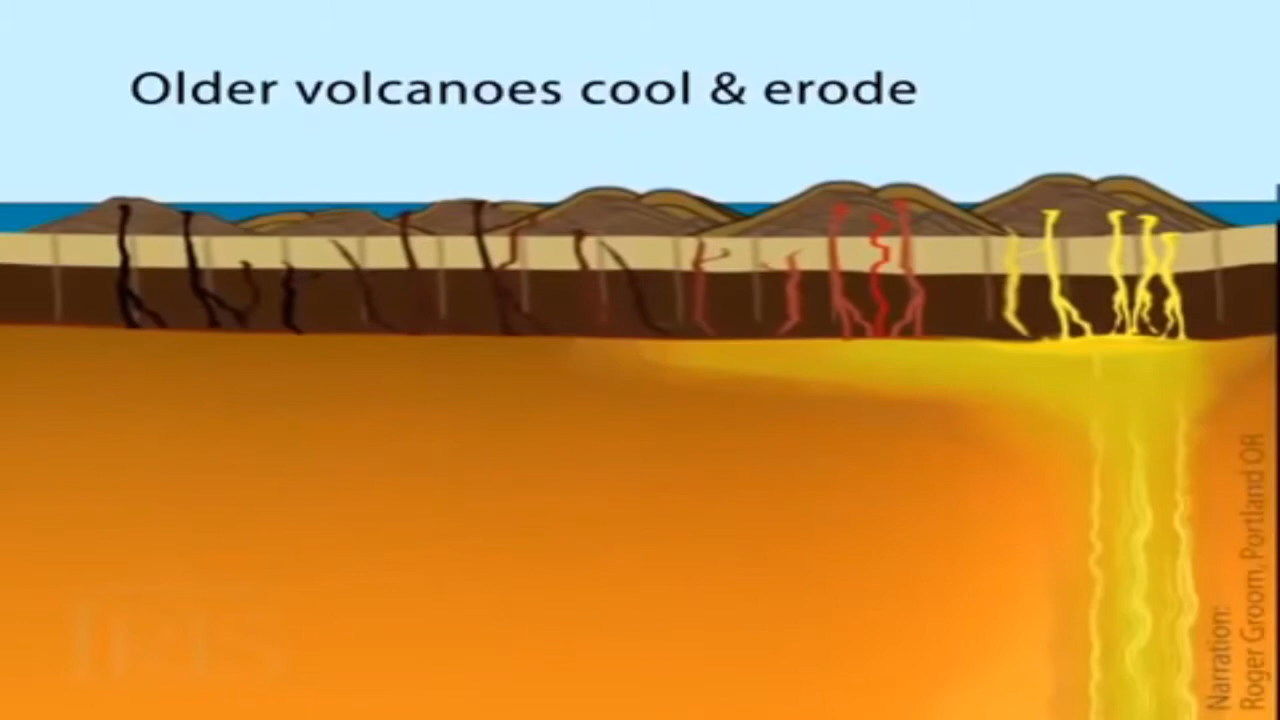 Older volcanoes cool & erode
Narration:
Roger Groom, Portland OR